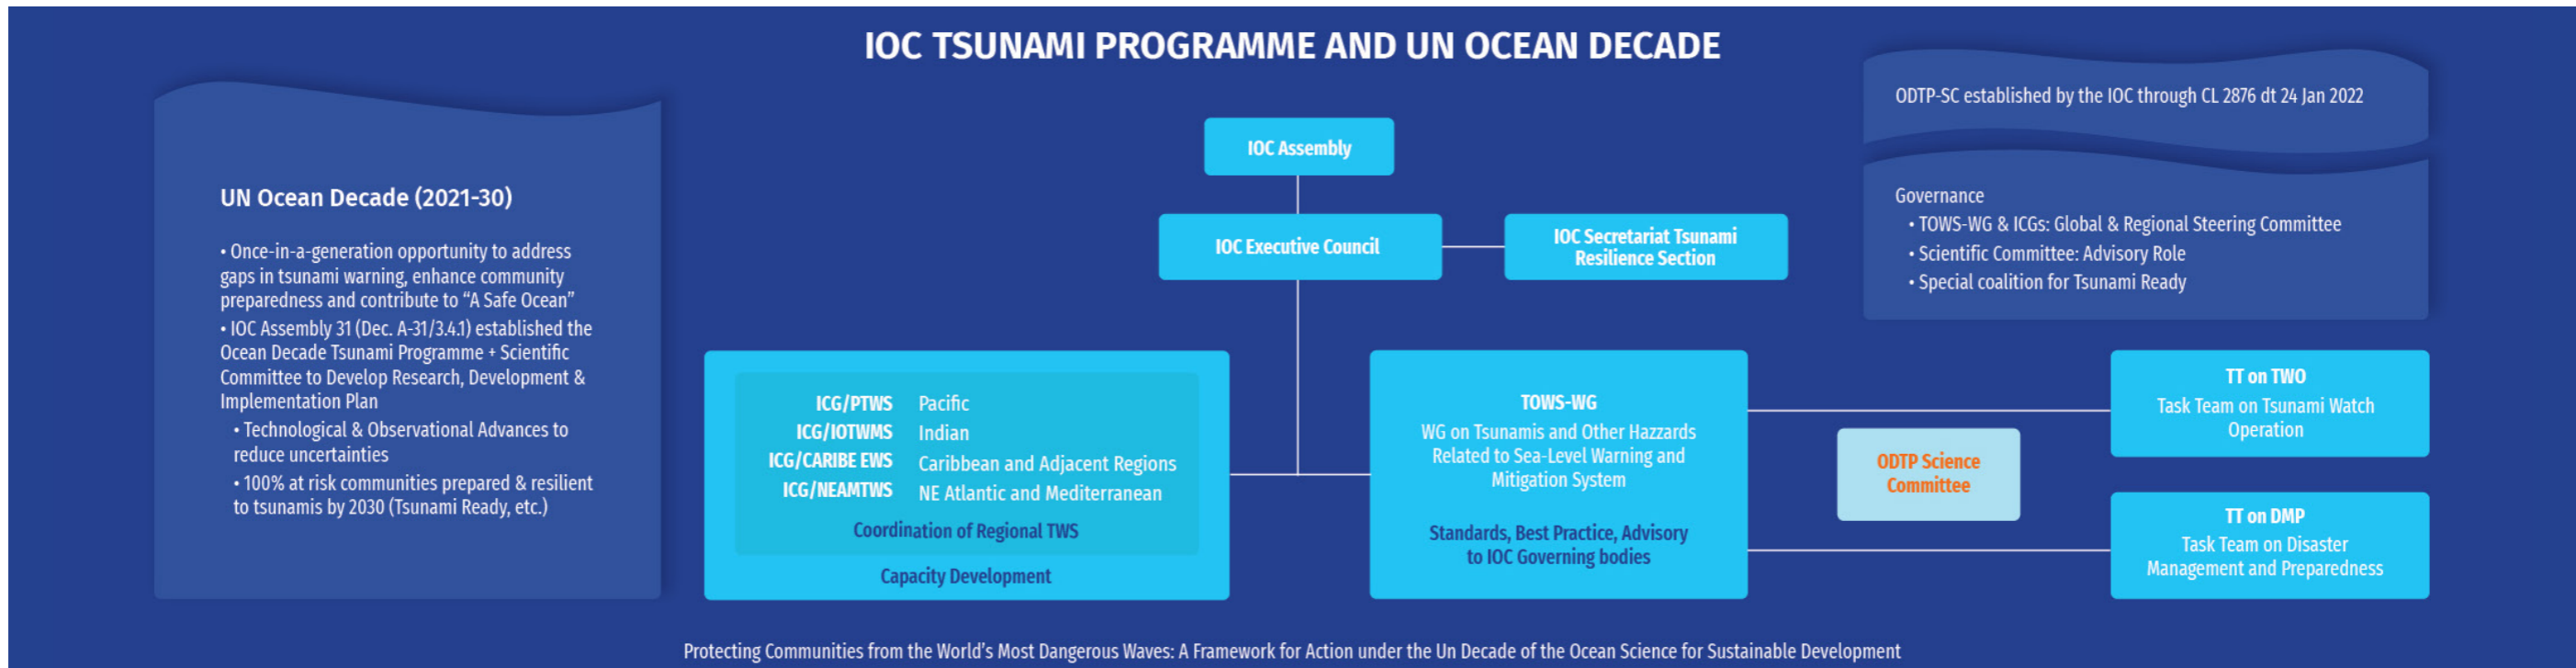 IOC TSUNAMI PROGRAMME AND UN OCEAN DECADE
UN Ocean Decade (2021-30)
• Once-in-a-generation opportunity to address
gaps in tsunami warning, enhance community
preparedness and contribute to “A Safe Ocean”
• IOC Assembly 31 (Dec. A-31/3.4.1) established the
Ocean Decade Tsunami Programme + Scientific
Committee to Develop Research, Development &
Implementation Plan
• Technological & Observational Advances to
reduce uncertainties
• 100% at risk communities prepared & resilient
to tsunamis by 2030 (Tsunami Ready, etc.)
IOC Assembly
IOC Executive Council
IOC Secretariat Tsunami
Resilience Section
ICG/PTWS Pacific
ICG/IOTWMS Indian
ICG/CARIBE EWS Caribbean and Adjacent Regions
ICG/NEAMTWS NE Atlantic and Mediterranean
Coordination of Regional TWS
Capacity Development
TOWS-WG
WG on Tsunamis and Other Hazzards
Related to Sea-Level Warning and
Mitigation System
Standards, Best Practice, Advisory
to IOC Governing bodies
ODTP-SC established by the IOC through CL 2876 dt 24 Jan 2022
Governance
• TOWS-WG & ICGs: Global & Regional Steering Committee
• Scientific Committee: Advisory Role
• Special coalition for Tsunami Ready
ODTP Science
Committee
TT on TWO
Task Team on Tsunami Watch
Operation
TT on DMP
Task Team on Disaster
Management and Preparedness
Protecting Communities from the World’s Most Dangerous Waves: A Framework for Action under the Un Decade of the Ocean Science for Sustainable Development